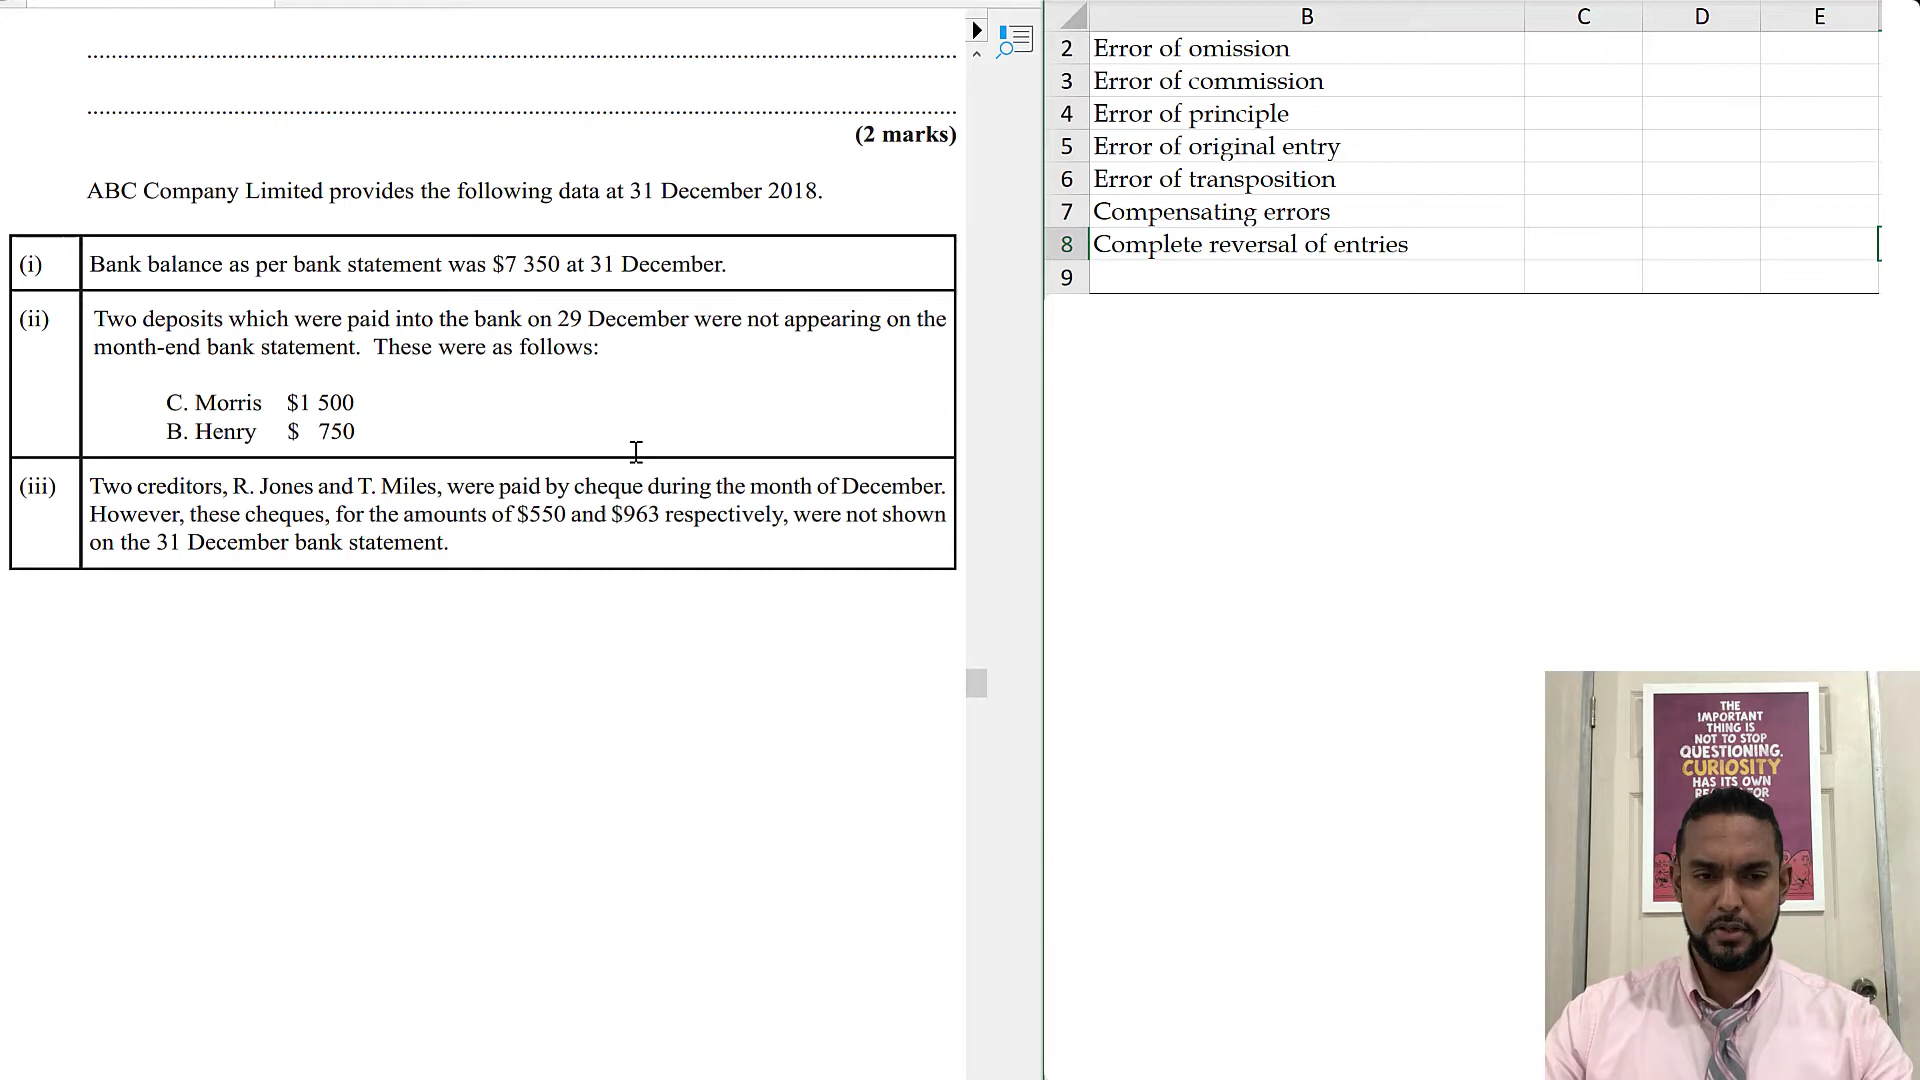 (2 marks)
ABC Company Limited provides the following data at 31 December 2018.
(i) Bank balance as per bank statement was $7 350 at 31 December.
(ii) Two deposits which were paid into the bank on 29 December were not appearing on the
month-end bank statement. These were as follows:
C. Morris $1 500
B. Henry $ 750
(iii) Two creditors, R. Jones and T. Miles, were paid by cheque during the month of December.
However, these cheques, for the amounts of $550 and $963 respectively, were not shown
on the 31 December bank statement.
B C D E
2 Error of omission
3 Error of commission
4 Error of principle
5 Error of original entry
6 Error of transposition
7 Compensating errors
8 Complete reversal of entries
9
THE
IMPORTANT
THING IS
NOT TO STOP
QUESTIONING.
CURIOSITY
HAS ITS OWN